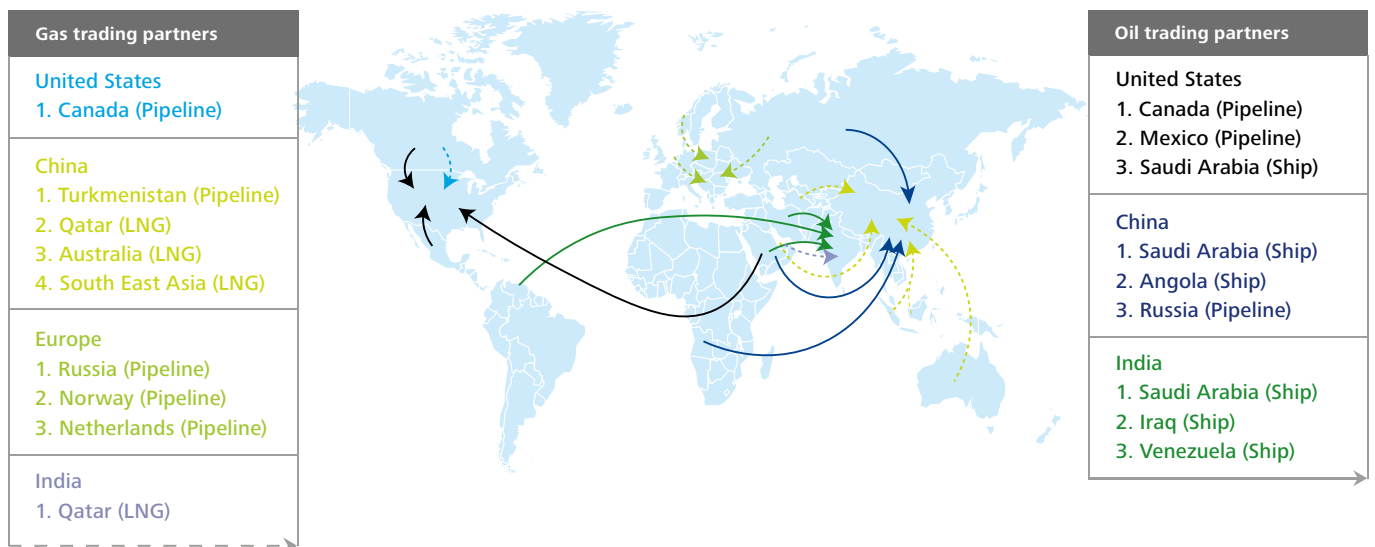 Gas trading partners
United States
1. Canada (Pipeline)
China
1. Turkmenistan (Pipeline)
2. Qatar (LNG)
3. Australia (LNG)
4. South East Asia (LNG)
Europe
1. Russia (Pipeline)
2. Norway (Pipeline)
3. Netherlands (Pipeline)
India
1. Qatar (LNG)
Oil trading partners
United States
1. Canada (Pipeline)
2. Mexico (Pipeline)
3. Saudi Arabia (Ship)
China
1. Saudi Arabia (Ship)
2. Angola (Ship)
3. Russia (Pipeline)
India
1. Saudi Arabia (Ship)
2. Iraq (Ship)
3. Venezuela (Ship)